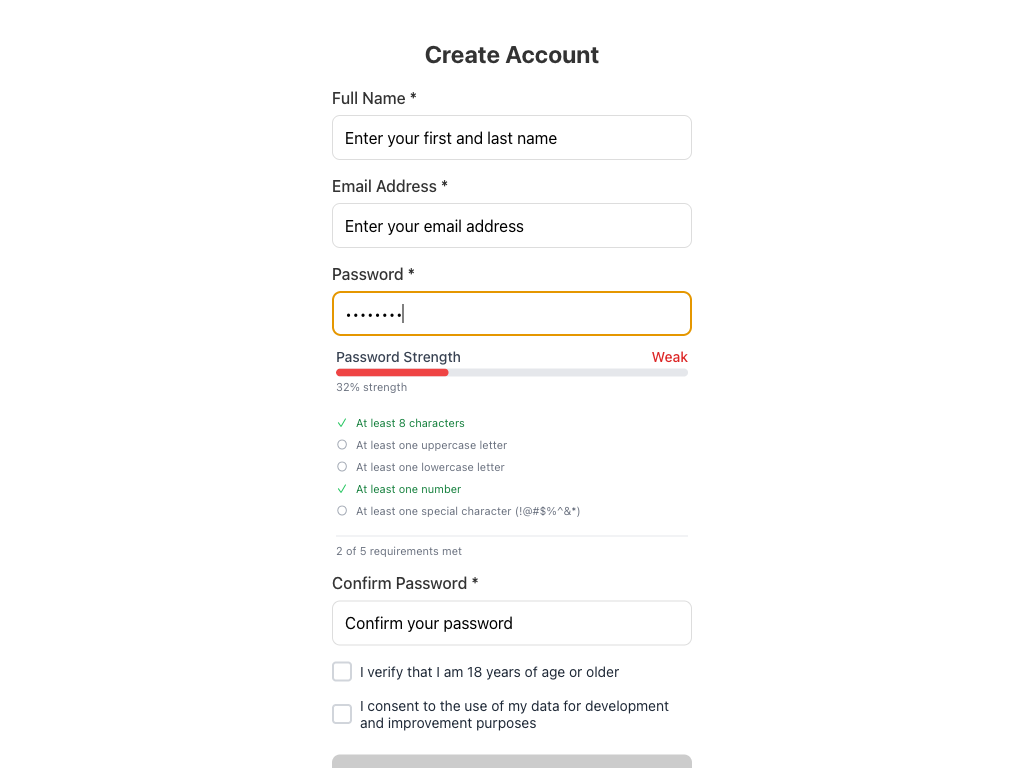 Create Account
Full Name *
Enter your first and last name
Email Address *
Enter your email address
Password *
••••••••
Password Strength Weak
32% strength
✓ At least 8 characters
○ At least one uppercase letter
○ At least one lowercase letter
✓ At least one number
○ At least one special character (!@#$%^&*)
2 of 5 requirements met
Confirm Password *
Confirm your password
I verify that I am 18 years of age or older
I consent to the use of my data for development
and improvement purposes